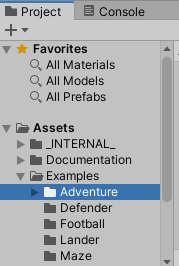 Project Console
Favorites
All Materials
All Models
All Prefabs
Assets
_INTERNAL_
Documentation
Examples
Adventure
Defender
Football
Lander
Maze